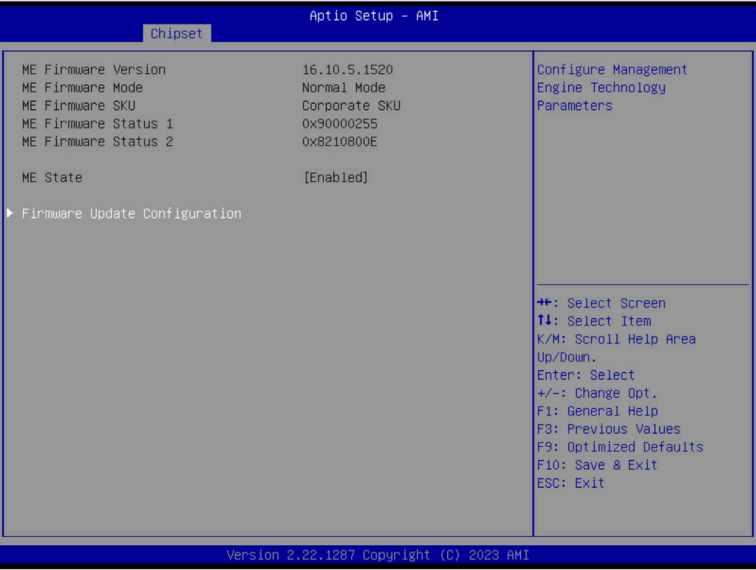 Aptio Setup – AMI
Chipset
ME Firmware Version 16.10.5.1520
ME Firmware Mode Normal Mode
ME Firmware SKU Corporate SKU
ME Firmware Status 1 0x90000255
ME Firmware Status 2 0x8210800E
ME State [Enabled]
▶ Firmware Update Configuration
Configure Management
Engine Technology
Parameters
→←: Select Screen
↑↓: Select Item
K/M: Scroll Help Area
Up/Down.
Enter: Select
+/-: Change Opt.
F1: General Help
F3: Previous Values
F9: Optimized Defaults
F10: Save & Exit
ESC: Exit
Version 2.22.1287 Copyright (C) 2023 AMI